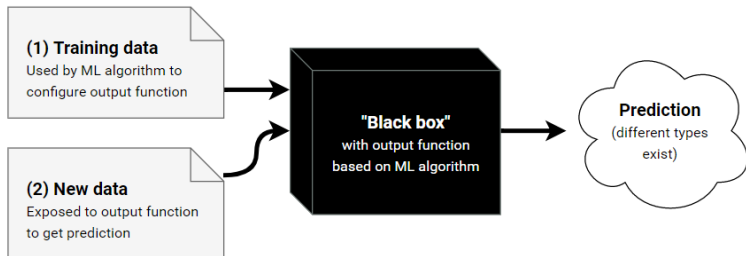 (1) Training data
Used by ML algorithm to
configure output function
(2) New data
Exposed to output function
to get prediction
"Black box"
with output function
based on ML algorithm
Prediction
(different types
exist)